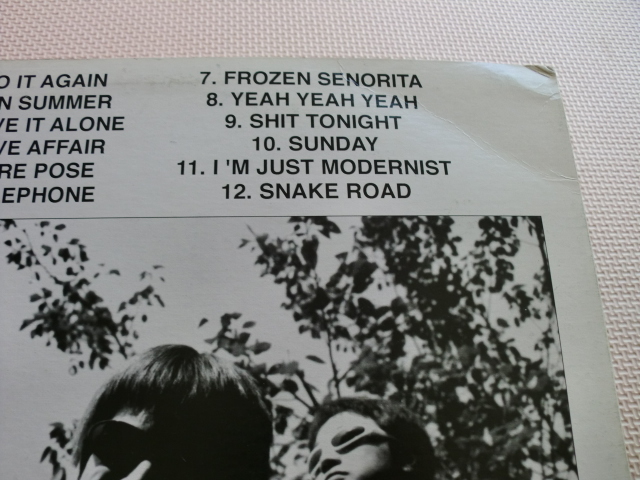 O IT AGAIN 7. FROZEN SENORITA
N SUMMER 8. YEAH YEAH YEAH
VE IT ALONE 9. SHIT TONIGHT
VE AFFAIR 10. SUNDAY
RE POSE 11. I 'M JUST MODERNIST
LEPHONE 12. SNAKE ROAD